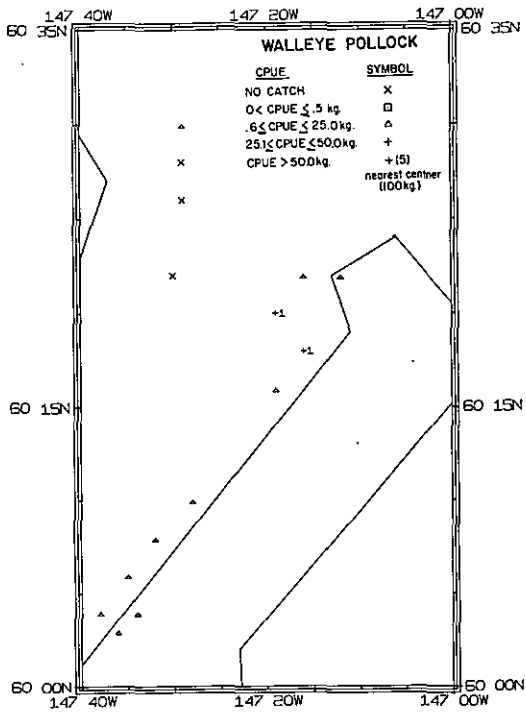 147 40W 147 20W 147 00W
60 35N 60 35N
WALLEYE POLLOCK
CPUE SYMBOL
NO CATCH ×
0< CPUE ≤ .5 kg. ⊡
.6≤ CPUE ≤ 25.0kg. △
25.1≤CPUE≤50.0kg. +
CPUE > 50.0kg. +(5)
nearest centner
(100kg.)
+1
+1
60 15N 60 15N
60 00N 60 00N
147 40W 147 20W 147 00W